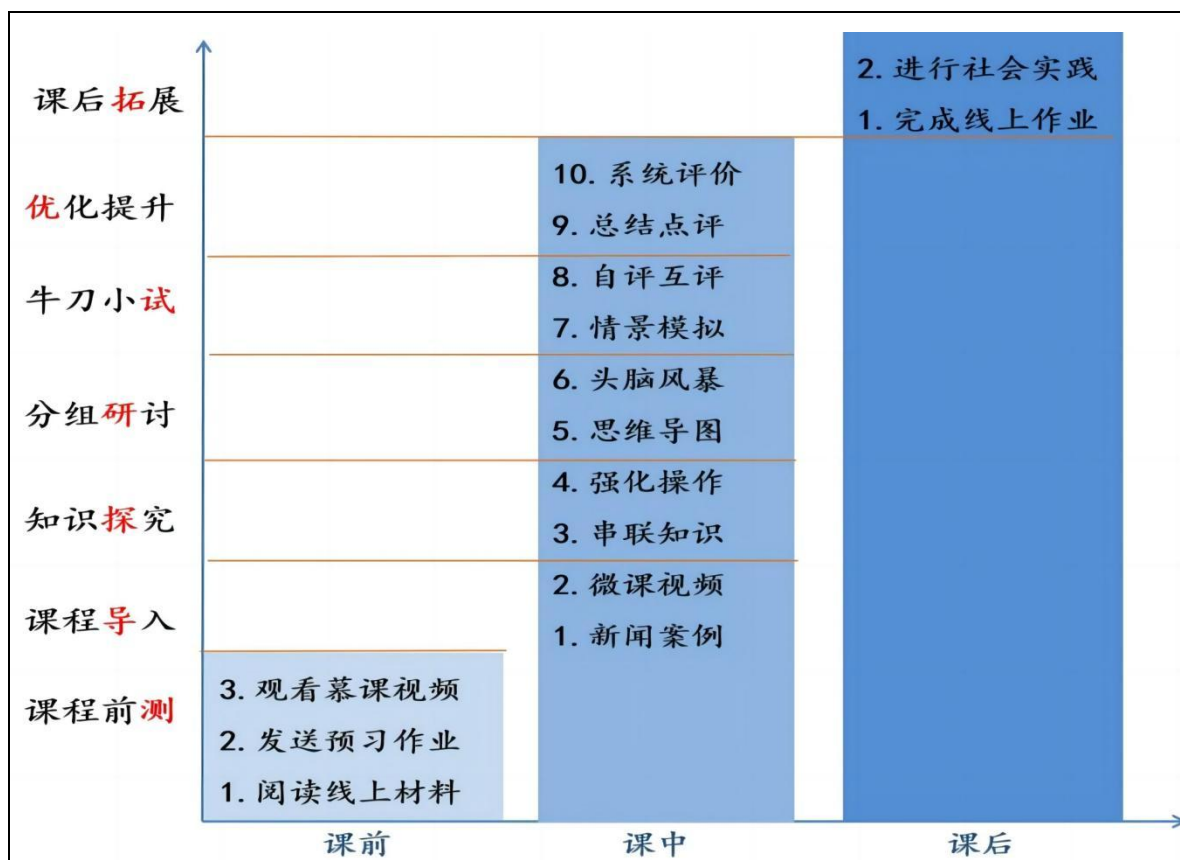 课后拓展
2. 进行社会实践
1. 完成线上作业
优化提升
10. 系统评价
9. 总结点评
牛刀小试
8. 自评互评
7. 情景模拟
分组研讨
6. 头脑风暴
5. 思维导图
知识探究
4. 强化操作
3. 串联知识
课程导入
2. 微课视频
1. 新闻案例
课程前测
3. 观看慕课视频
2. 发送预习作业
1. 阅读线上材料
课前
课中
课后